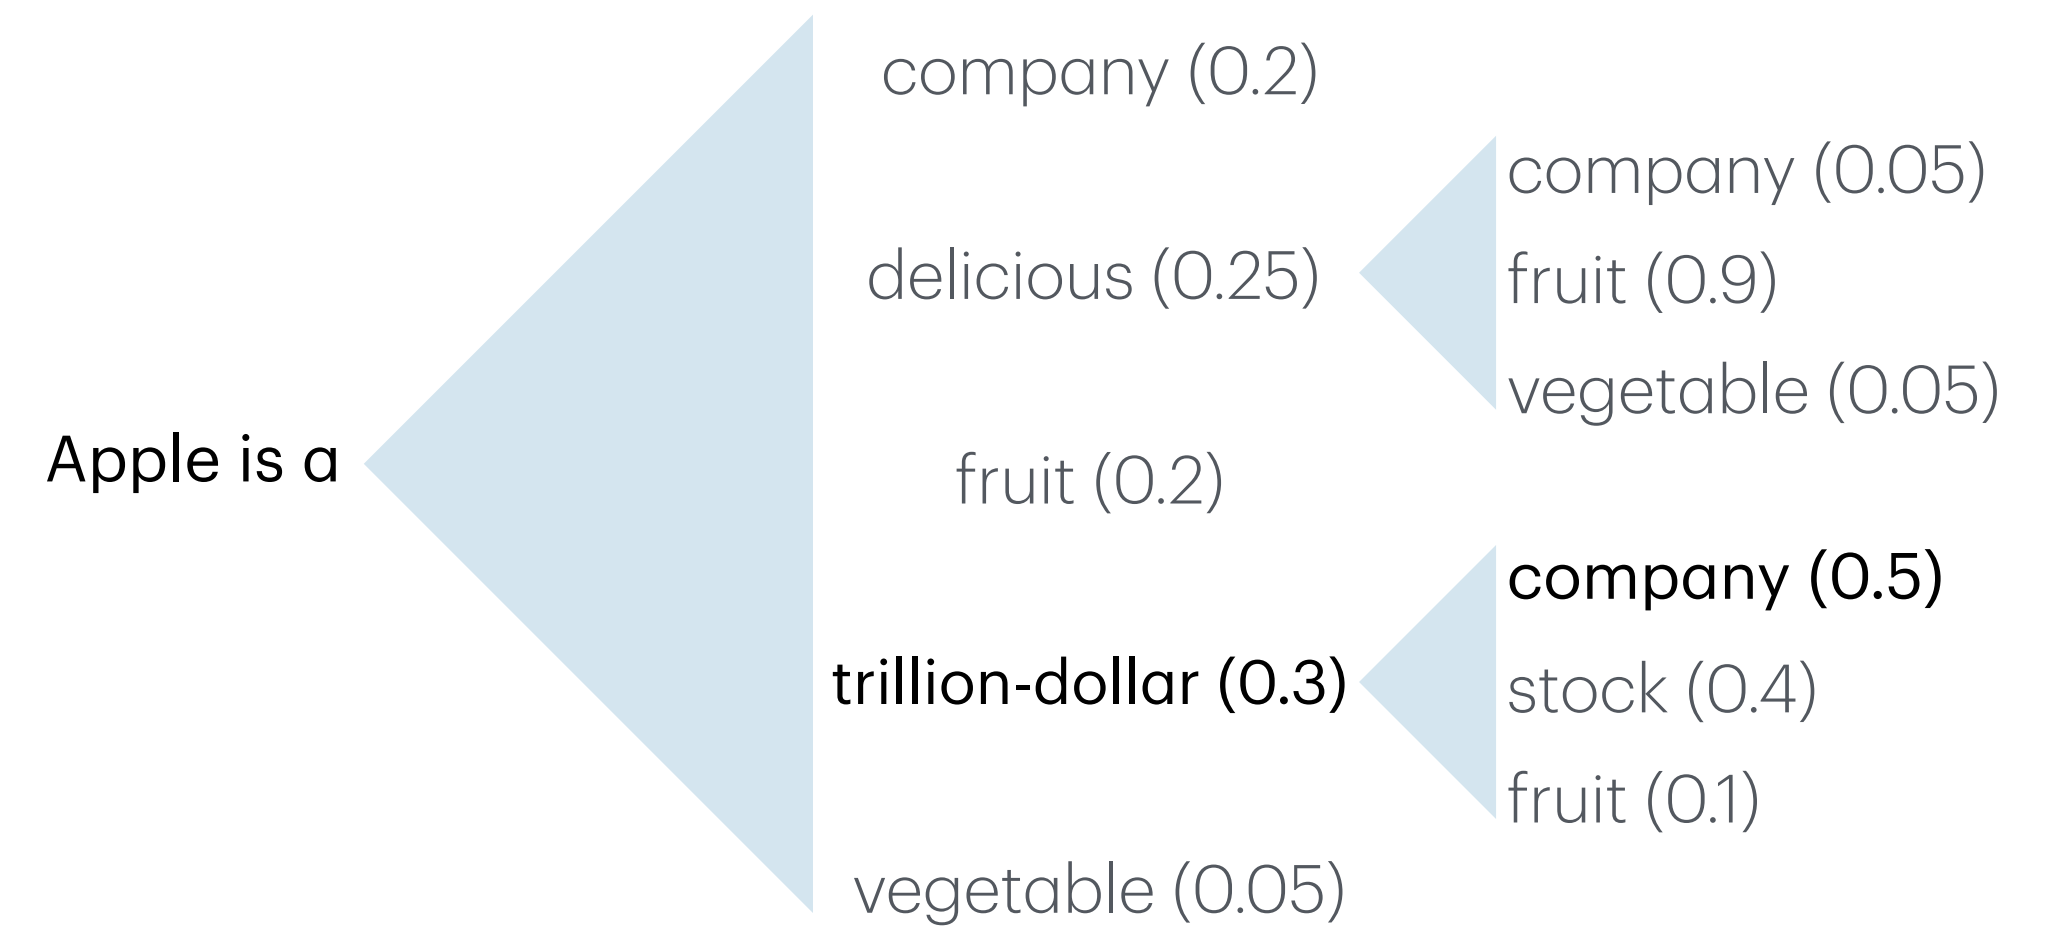 Apple is a
company (0.2)
delicious (0.25)
fruit (0.2)
trillion-dollar (0.3)
vegetable (0.05)
company (0.05)
fruit (0.9)
vegetable (0.05)
company (0.5)
stock (0.4)
fruit (0.1)